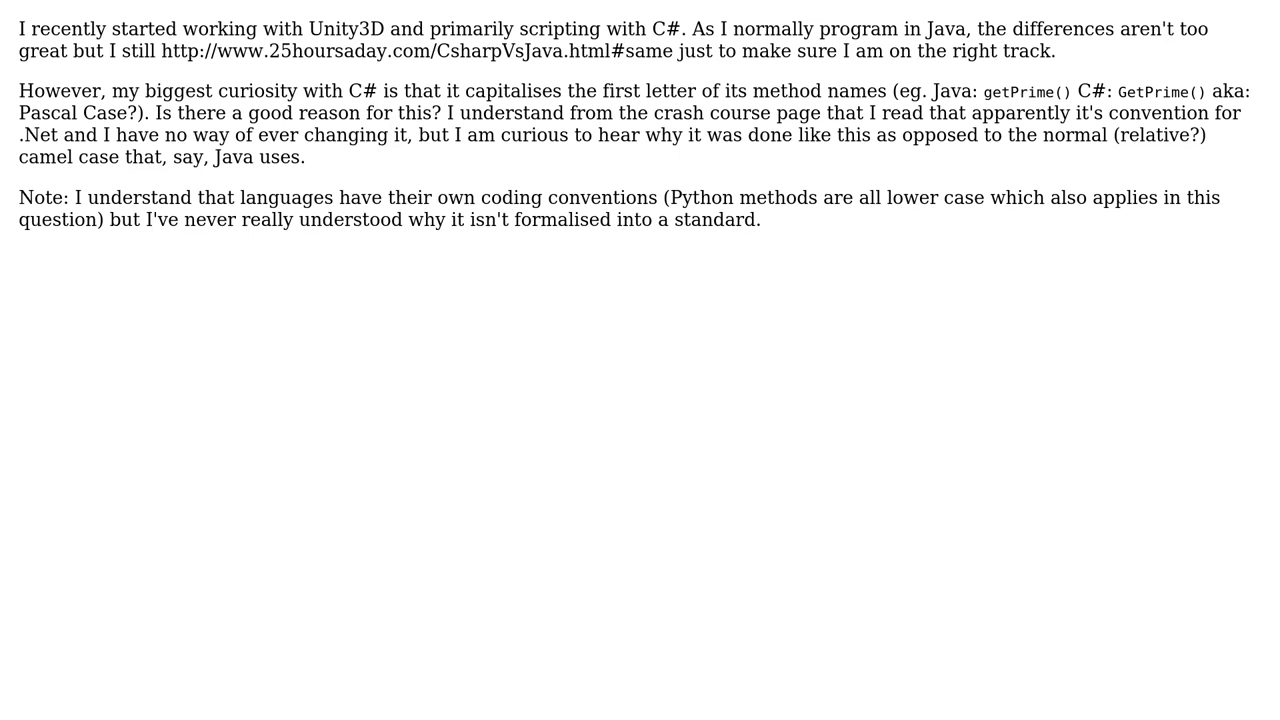 I recently started working with Unity3D and primarily scripting with C#. As I normally program in Java, the differences aren't too
great but I still http://www.25hoursaday.com/CsharpVsJava.html#same just to make sure I am on the right track.
However, my biggest curiosity with C# is that it capitalises the first letter of its method names (eg. Java: getPrime() C#: GetPrime() aka:
Pascal Case?). Is there a good reason for this? I understand from the crash course page that I read that apparently it's convention for
.Net and I have no way of ever changing it, but I am curious to hear why it was done like this as opposed to the normal (relative?)
camel case that, say, Java uses.
Note: I understand that languages have their own coding conventions (Python methods are all lower case which also applies in this
question) but I've never really understood why it isn't formalised into a standard.